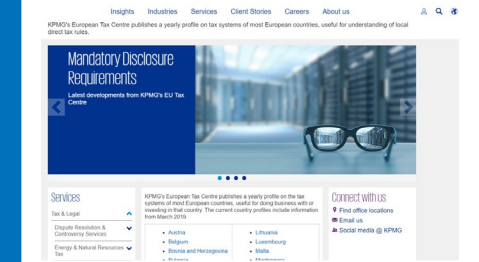 Insights Industries Services Client Stories Careers About us
KPMG's European Tax Centre publishes a yearly profile on tax systems of most European countries, useful for understanding of local
direct tax rules.
Mandatory Disclosure
Requirements
Latest developments from KPMG's EU Tax
Centre
Services
Tax & Legal
Dispute Resolution &
Controversy Services
Energy & Natural Resources
Tax
KPMG's European Tax Centre publishes a yearly profile on the tax
systems of most European countries, useful for doing business with or
investing in that country. The current country profiles include information
from March 2019
Austria
Belgium
Bosnia and Herzegovina
Lithuania
Luxembourg
Malta
Connect with us
Find office locations
Email us
Social media @ KPMG